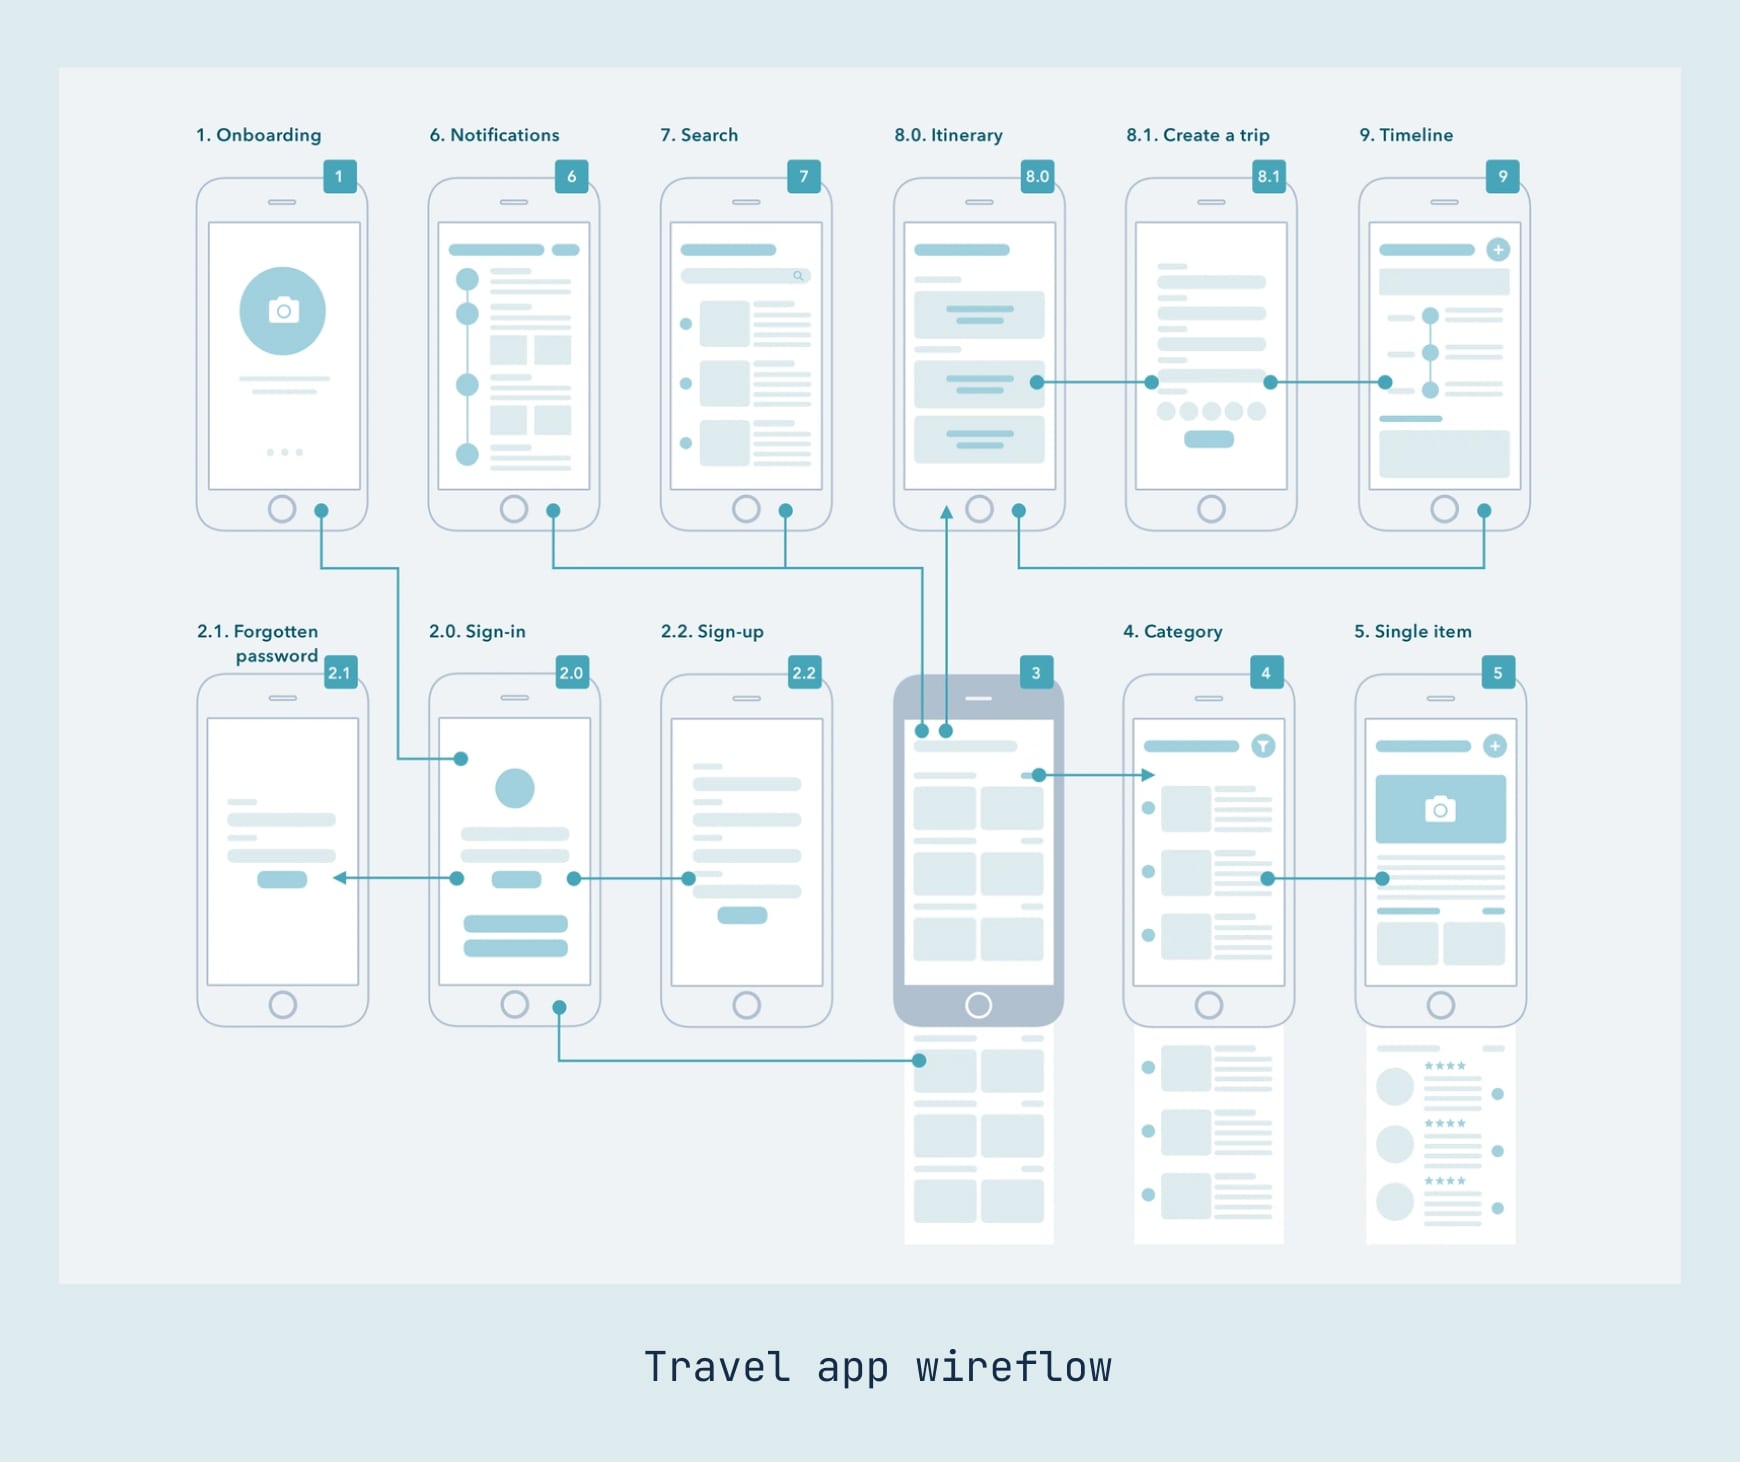 1. Onboarding
6. Notifications
7. Search
8.0. Itinerary
8.1. Create a trip
9. Timeline
1
6
7
8.0
8.1
9
2.1. Forgotten
password
2.0. Sign-in
2.2. Sign-up
4. Category
5. Single item
2.1
2.0
2.2
3
4
5
Travel app wireflow